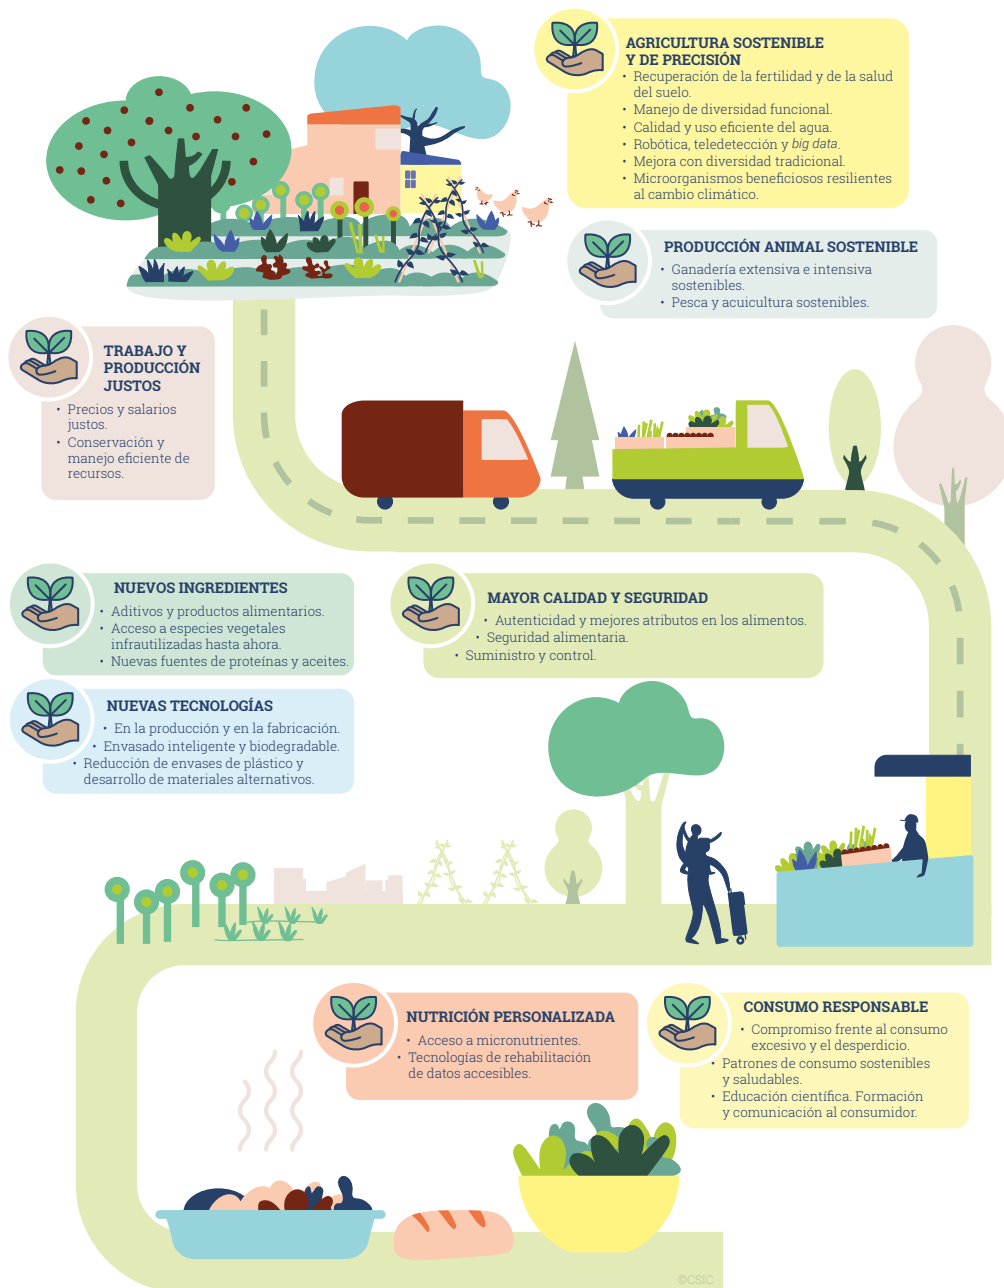 AGRICULTURA SOSTENIBLE
Y DE PRECISIÓN
• Recuperación de la fertilidad y de la salud
del suelo.
• Manejo de diversidad funcional.
• Calidad y uso eficiente del agua.
• Robótica, teledetección y big data.
• Mejora con diversidad tradicional.
• Microorganismos beneficiosos resilientes
al cambio climático.
PRODUCCIÓN ANIMAL SOSTENIBLE
• Ganadería extensiva e intensiva
sostenibles.
• Pesca y acuicultura sostenibles.
TRABAJO Y
PRODUCCIÓN
JUSTOS
• Precios y salarios
justos.
• Conservación y
manejo eficiente de
recursos.
NUEVOS INGREDIENTES
• Aditivos y productos alimentarios.
• Acceso a especies vegetales
infrautilizadas hasta ahora.
• Nuevas fuentes de proteínas y aceites.
MAYOR CALIDAD Y SEGURIDAD
• Autenticidad y mejores atributos en los alimentos.
• Seguridad alimentaria.
• Suministro y control.
NUEVAS TECNOLOGÍAS
• En la producción y en la fabricación.
• Envasado inteligente y biodegradable.
• Reducción de envases de plástico y
desarrollo de materiales alternativos.
NUTRICIÓN PERSONALIZADA
• Acceso a micronutrientes.
• Tecnologías de rehabilitación
de datos accesibles.
CONSUMO RESPONSABLE
• Compromiso frente al consumo
excesivo y el desperdicio.
• Patrones de consumo sostenibles
y saludables.
• Educación científica. Formación
y comunicación al consumidor.
©CSIC